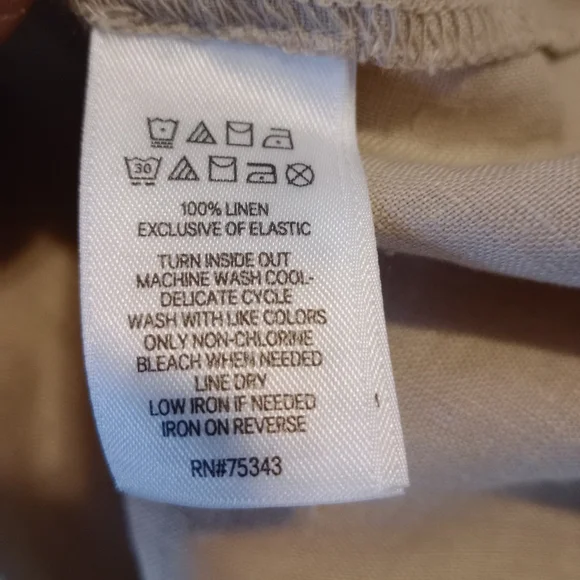 30
100% LINEN
EXCLUSIVE OF ELASTIC
TURN INSIDE OUT
MACHINE WASH COOL-
DELICATE CYCLE
WASH WITH LIKE COLORS
ONLY NON-CHLORINE
BLEACH WHEN NEEDED
LINE DRY
LOW IRON IF NEEDED
IRON ON REVERSE
RN#75343